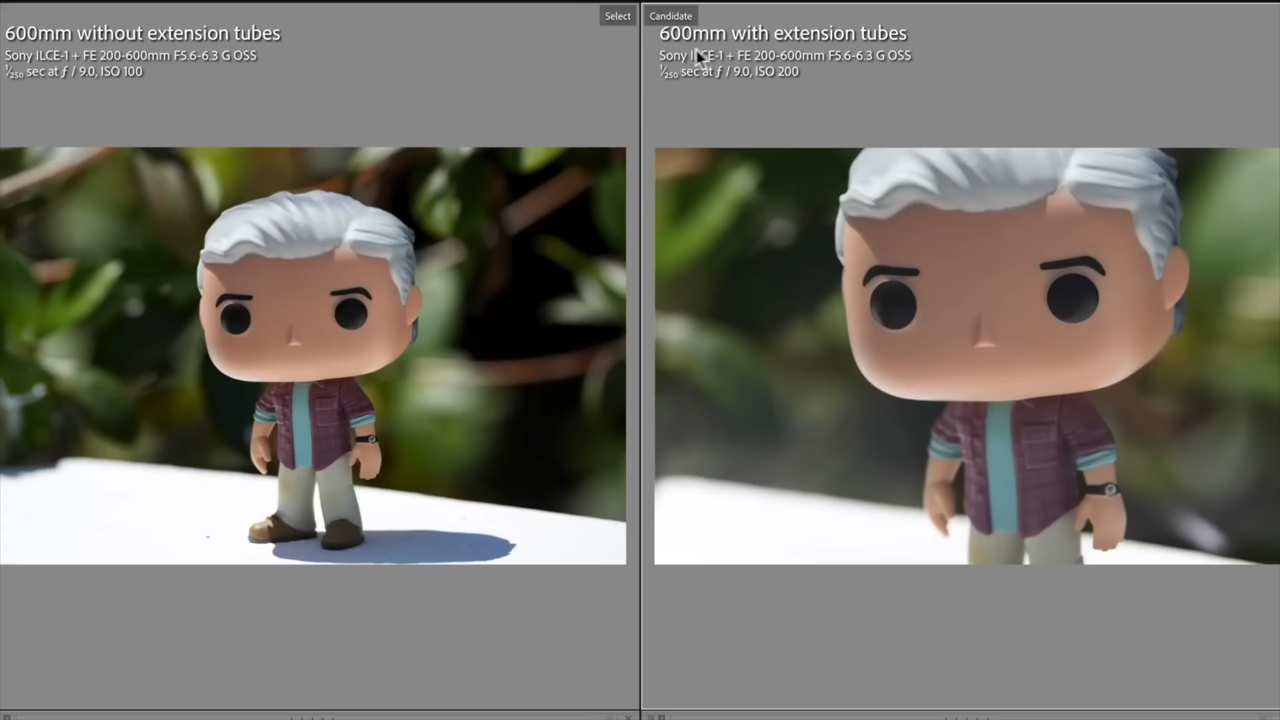 Select
600mm without extension tubes
Sony ILCE-1 + FE 200-600mm F5.6-6.3 G OSS
1/250 sec at ƒ / 9.0, ISO 100
Candidate
600mm with extension tubes
Sony ILCE-1 + FE 200-600mm F5.6-6.3 G OSS
1/250 sec at ƒ / 9.0, ISO 200